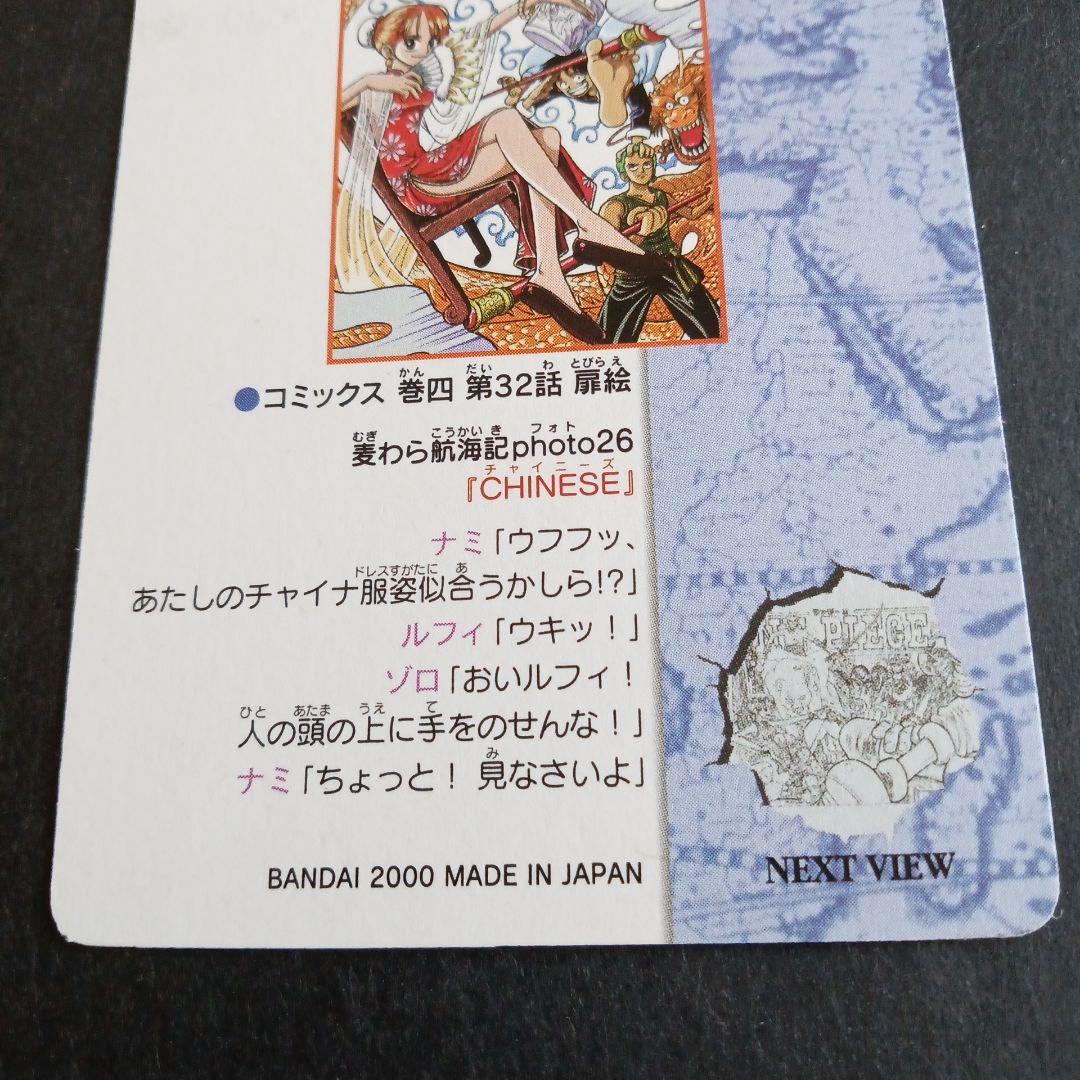 ●コミックス 巻四 第32話 扉絵
麦わら航海記photo26
『CHINESE』
ナミ「ウフフッ、
あたしのチャイナ服姿似合うかしら!?」
ルフィ「ウキッ！」
ゾロ「おいルフィ！
人の頭の上に手をのせんな！」
ナミ「ちょっと！ 見なさいよ」
BANDAI 2000 MADE IN JAPAN
PIECE
NEXT VIEW